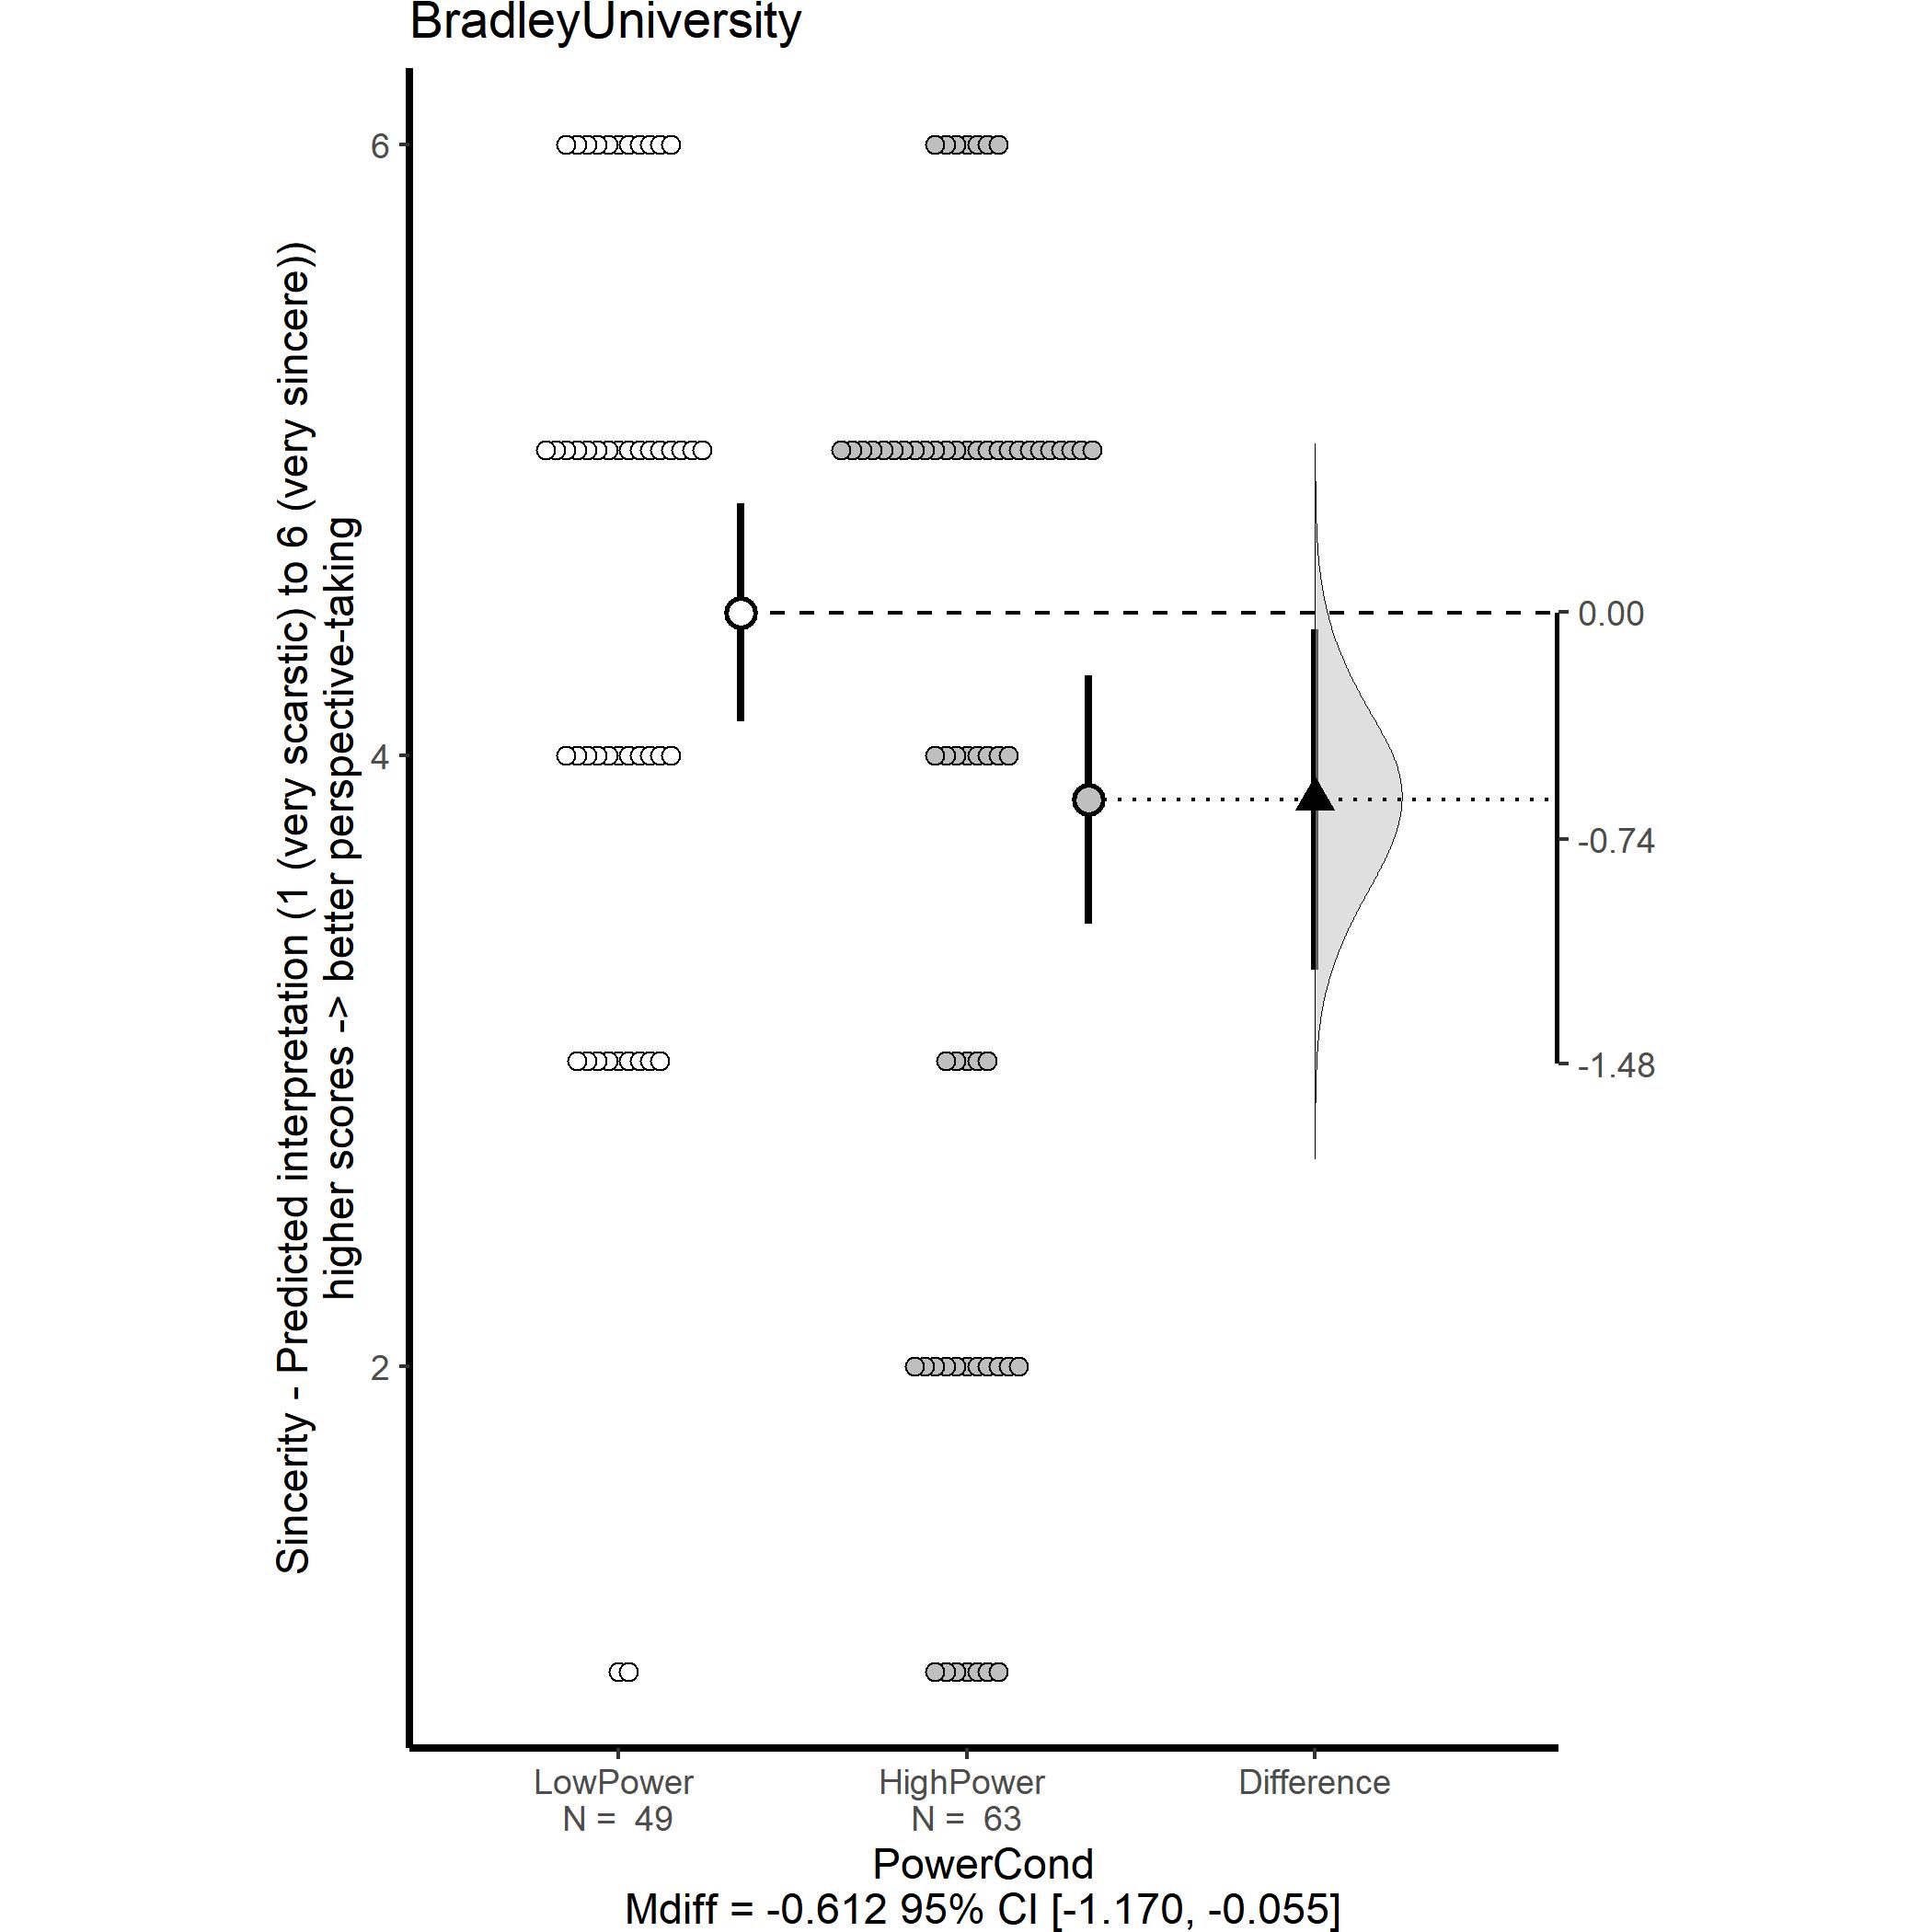 BradleyUniversity
Sincerity - Predicted interpretation (1 (very scarstic) to 6 (very sincere))
higher scores -> better perspective-taking
6
4
2
0.00
-0.74
-1.48
LowPower
N =  49
HighPower
N =  63
Difference
PowerCond
Mdiff = -0.612 95% CI [-1.170, -0.055]